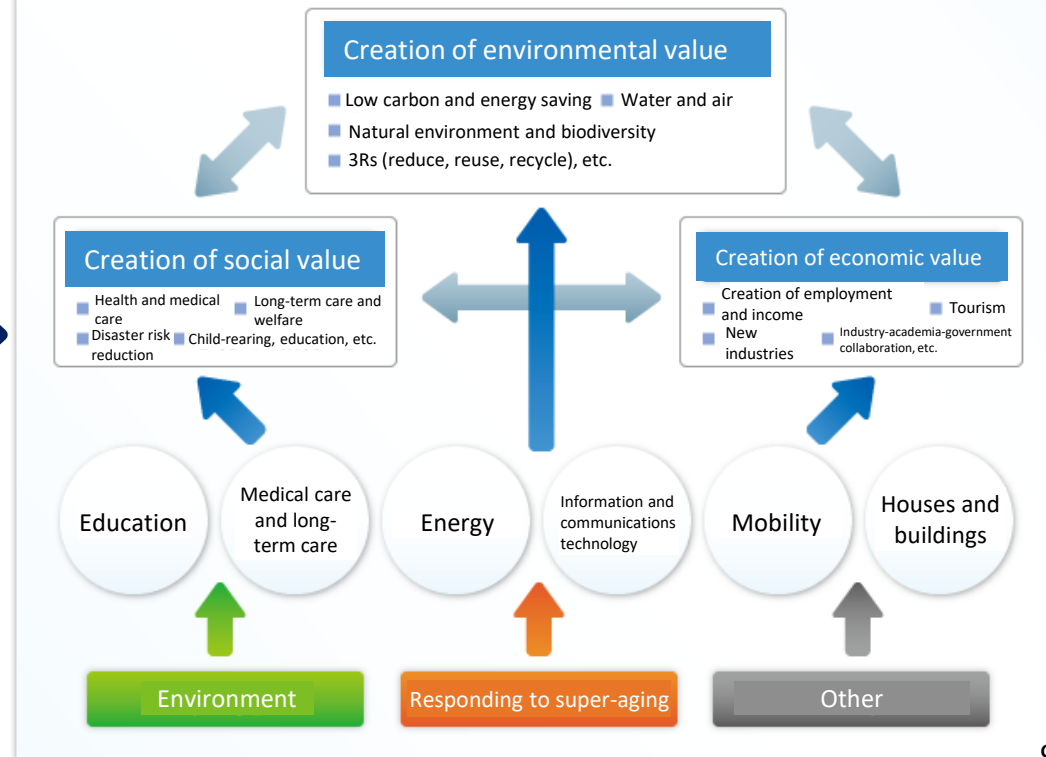 Creation of environmental value
Low carbon and energy saving Water and air
Natural environment and biodiversity
3Rs (reduce, reuse, recycle), etc.
Creation of social value
Health and medical
care
Long-term care and
welfare
Disaster risk
reduction
Child-rearing, education, etc.
Creation of economic value
Creation of employment
and income
Tourism
New
industries
Industry-academia-government
collaboration, etc.
Education
Medical care
and long-
term care
Energy
Information and
communications
technology
Mobility
Houses and
buildings
Environment
Responding to super-aging
Other